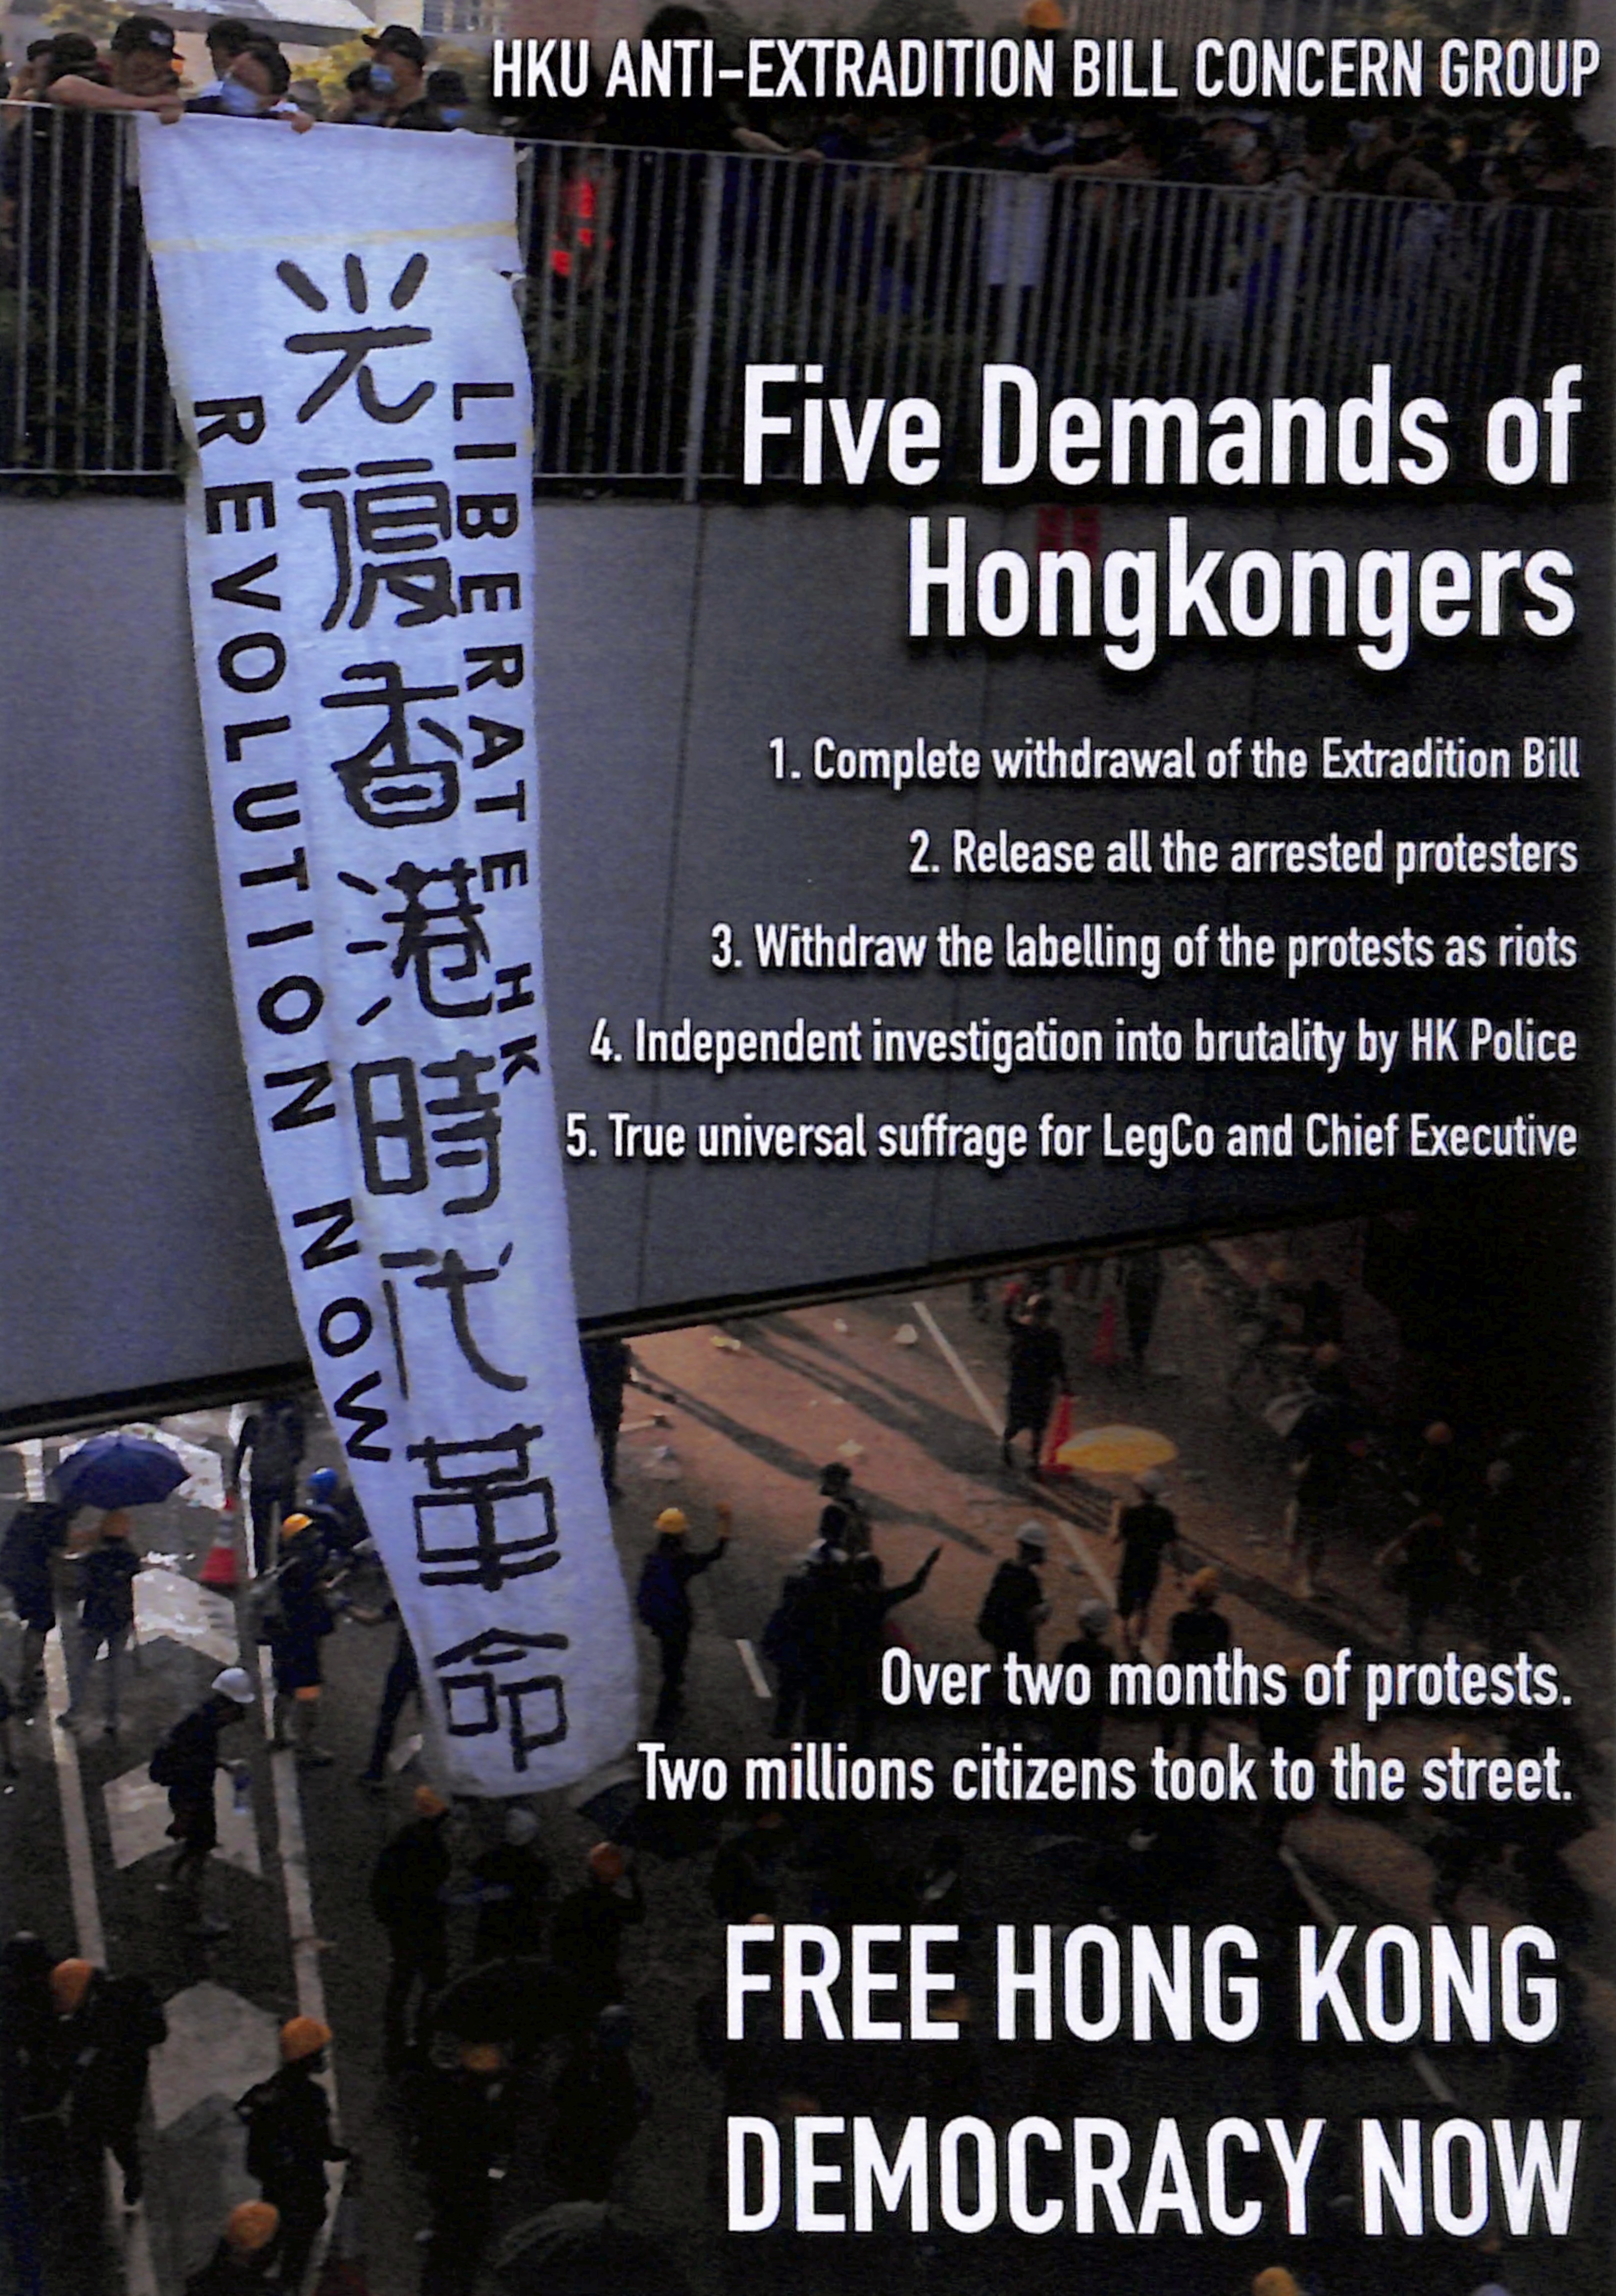 HKU ANTI-EXTRADITION BILL CONCERN GROUP
光復香港時代革命
LIBERATE HK
REVOLUTION NOW
Five Demands of
Hongkongers
1. Complete withdrawal of the Extradition Bill
2. Release all the arrested protesters
3. Withdraw the labelling of the protests as riots
4. Independent investigation into brutality by HK Police
5. True universal suffrage for LegCo and Chief Executive
Over two months of protests.
Two millions citizens took to the street.
FREE HONG KONG
DEMOCRACY NOW